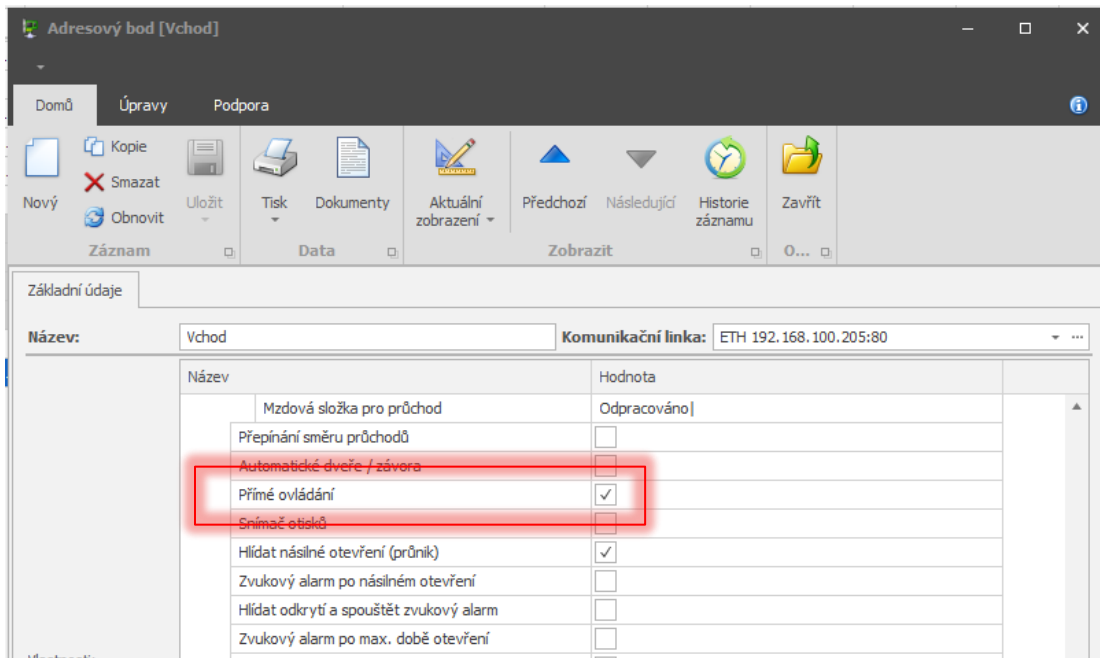 Adresový bod [Vchod]
Domů Úpravy Podpora
Nový
Kopie
Smazat
Obnovit
Uložit
Tisk
Dokumenty
Aktuální
zobrazení
Předchozí
Následující
Historie
záznamu
Zavřít
Záznam Data Zobrazit O...
Základní údaje
Název: Vchod Komunikační linka: ETH 192.168.100.205:80
Název Hodnota
Mzdová složka pro průchod Odpracováno|
Přepínání směru průchodů
Automatické dveře / závora
Přímé ovládání
Snímač otisků
Hlídat násilné otevření (průnik)
Zvukový alarm po násilném otevření
Hlídat odkrytí a spouštět zvukový alarm
Zvukový alarm po max. době otevření